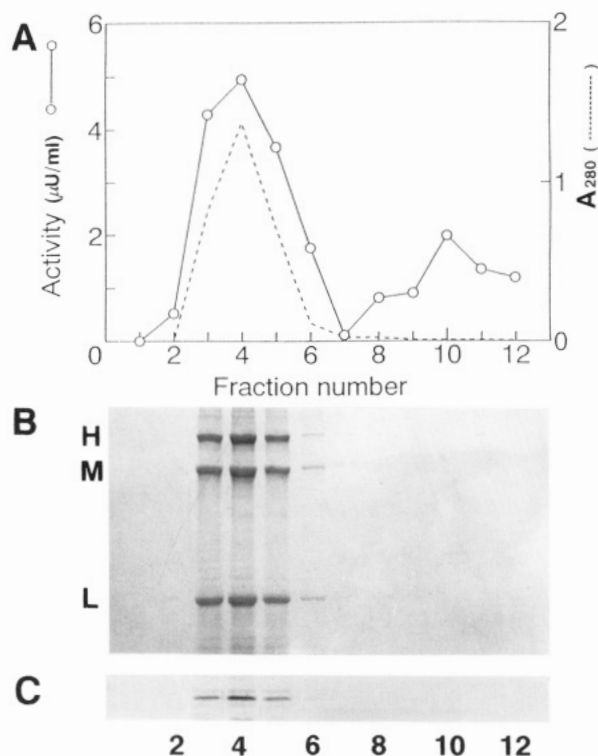 A
Activity (µU/ml)
6
4
2
0
2
1
0
A280 (------)
2 4 6 8 10 12
Fraction number
B
H
M
L
C
2 4 6 8 10 12